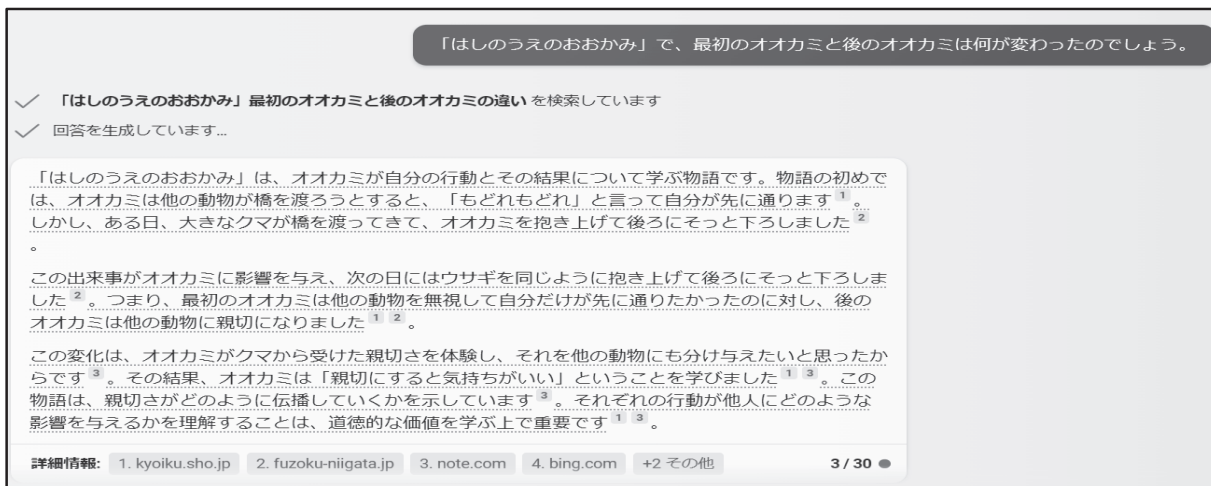 「はしのうえのおおかみ」で、最初のオオカミと後のオオカミは何が変わったのでしょう。
「はしのうえのおおかみ」最初のオオカミと後のオオカミの違い を検索しています
回答を生成しています...
「はしのうえのおおかみ」は、オオカミが自分の行動とその結果について学ぶ物語です。物語の初めで
は、オオカミは他の動物が橋を渡ろうとすると、「もどれもどれ」と言って自分が先に通ります 1 。
しかし、ある日、大きなクマが橋を渡ってきて、オオカミを抱き上げて後ろにそっと下ろしました 2
。
この出来事がオオカミに影響を与え、次の日にはウサギを同じように抱き上げて後ろにそっと下ろしま
した 2 。つまり、最初のオオカミは他の動物を無視して自分だけが先に通りたかったのに対し、後の
オオカミは他の動物に親切になりました 1 2 。
この変化は、オオカミがクマから受けた親切さを体験し、それを他の動物にも分け与えたいと思ったか
らです 3 。その結果、オオカミは「親切にすると気持ちがいい」ということを学びました 1 3 。この
物語は、親切さがどのように伝播していくかを示しています 3 。それぞれの行動が他人にどのような
影響を与えるかを理解することは、道徳的な価値を学ぶ上で重要です 1 3 。
詳細情報: 1. kyoiku.sho.jp 2. fuzoku-niigata.jp 3. note.com 4. bing.com +2 その他 3 / 30